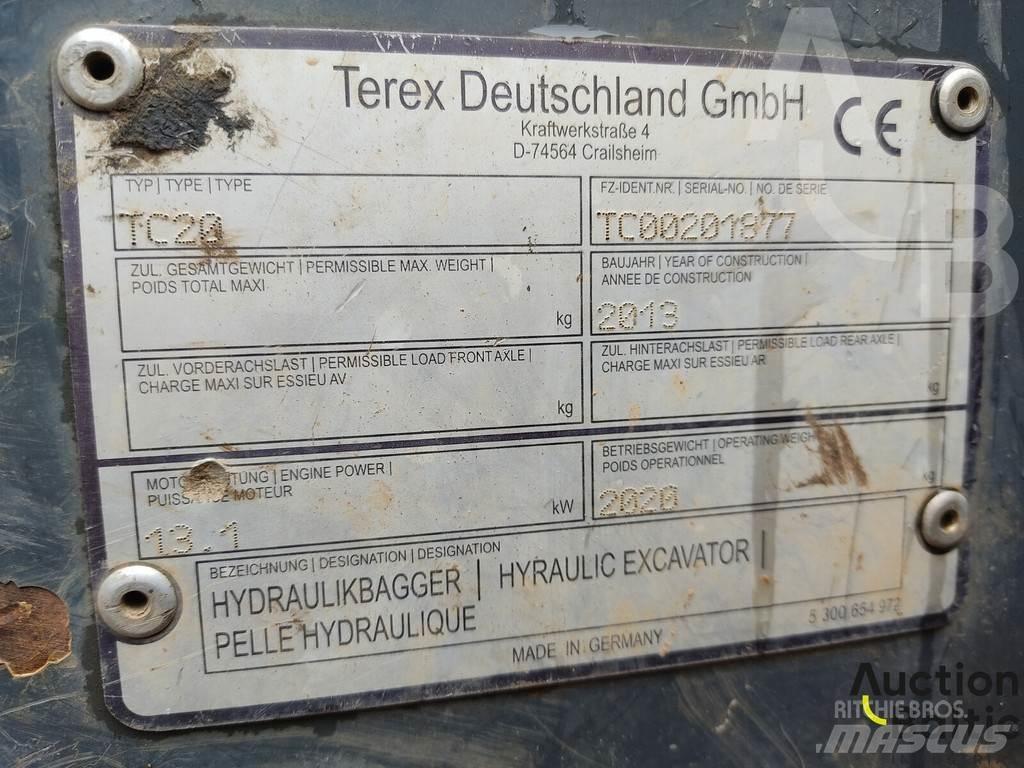 Terex Deutschland GmbH
CE
Kraftwerkstraße 4
D-74564 Crailsheim
TYP | TYPE | TYPE
TC20
FZ-IDENT.NR. | SERIAL-NO. | NO. DE SERIE
TC00201877
ZUL. GESAMTGEWICHT | PERMISSIBLE MAX. WEIGHT |
POIDS TOTAL MAXI
kg
BAUJAHR | YEAR OF CONSTRUCTION |
ANNEE DE CONSTRUCTION
2013
ZUL. VORDERACHSLAST | PERMISSIBLE LOAD FRONT AXLE |
CHARGE MAXI SUR ESSIEU AV
kg
ZUL. HINTERACHSLAST | PERMISSIBLE LOAD REAR AXLE |
CHARGE MAXI SUR ESSIEU AR
kg
ENGINE POWER |
MOTEUR
13.1
kW
BETRIEBSGEWICHT | OPERATING WEIGH
POIDS OPERATIONNEL
2020
kg
BEZEICHNUNG | DESIGNATION | DESIGNATION
HYDRAULIKBAGGER | HYRAULIC EXCAVATOR |
PELLE HYDRAULIQUE
5 300 654 972
MADE IN GERMANY
AB
Auction
RITCHIE BROS.
MASCUS